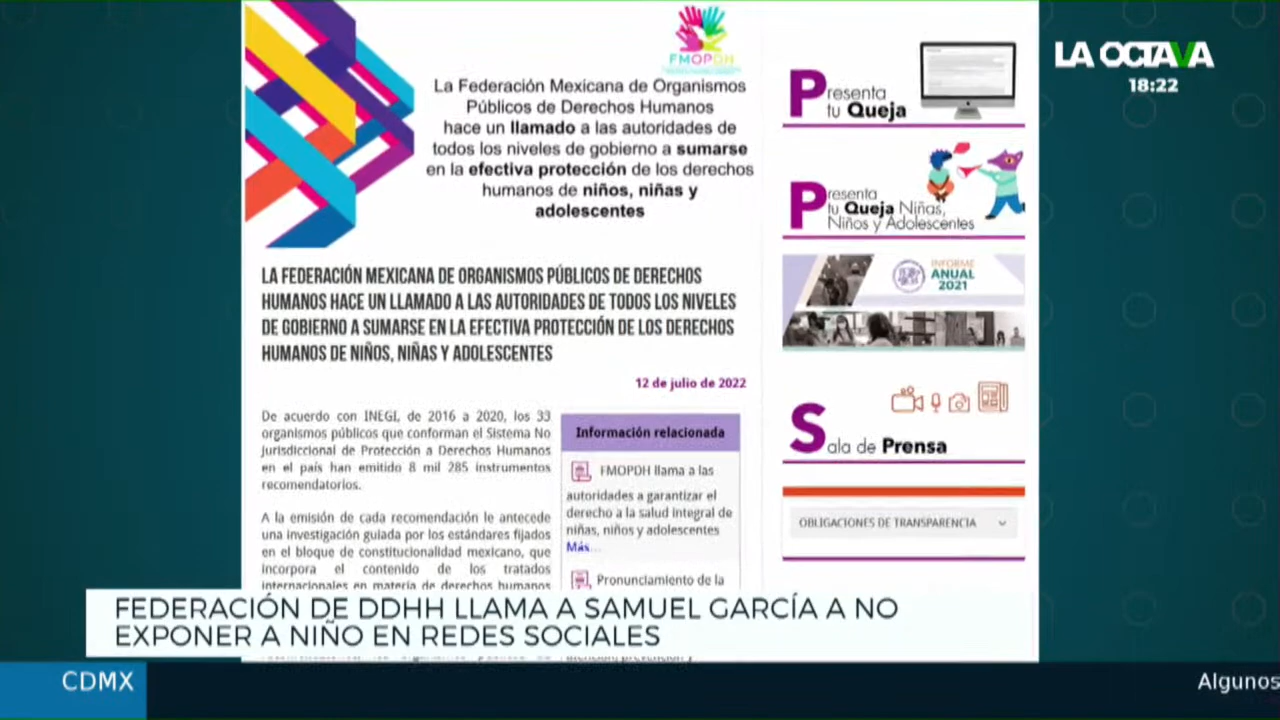 LA OCTAVA
18:22
FMOPDH
La Federación Mexicana de Organismos
Públicos de Derechos Humanos
hace un llamado a las autoridades de
todos los niveles de gobierno a sumarse
en la efectiva protección de los derechos
humanos de niños, niñas y
adolescentes
LA FEDERACIÓN MEXICANA DE ORGANISMOS PÚBLICOS DE DERECHOS
HUMANOS HACE UN LLAMADO A LAS AUTORIDADES DE TODOS LOS NIVELES
DE GOBIERNO A SUMARSE EN LA EFECTIVA PROTECCIÓN DE LOS DERECHOS
HUMANOS DE NIÑOS, NIÑAS Y ADOLESCENTES
12 de julio de 2022
De acuerdo con INEGI, de 2016 a 2020, los 33
organismos públicos que conforman el Sistema No
Jurisdiccional de Protección a Derechos Humanos
en el país han emitido 8 mil 285 instrumentos
recomendatorios.
A la emisión de cada recomendación le antecede
una investigación guiada por los estándares fijados
en el bloque de constitucionalidad mexicano, que
incorpora el contenido de los tratados
internacionales en materia de derechos humanos
Información relacionada
FMOPDH llama a las
autoridades a garantizar el
derecho a la salud integral de
niñas, niños y adolescentes
Más...
Pronunciamiento de la
Presenta
tu Queja
Presenta
tu Queja Niñas,
Niños y Adolescentes
INFORME
ANUAL
2021
Sala de Prensa
OBLIGACIONES DE TRANSPARENCIA
FEDERACIÓN DE DDHH LLAMA A SAMUEL GARCÍA A NO
EXPONER A NIÑO EN REDES SOCIALES
CDMX
Algunos